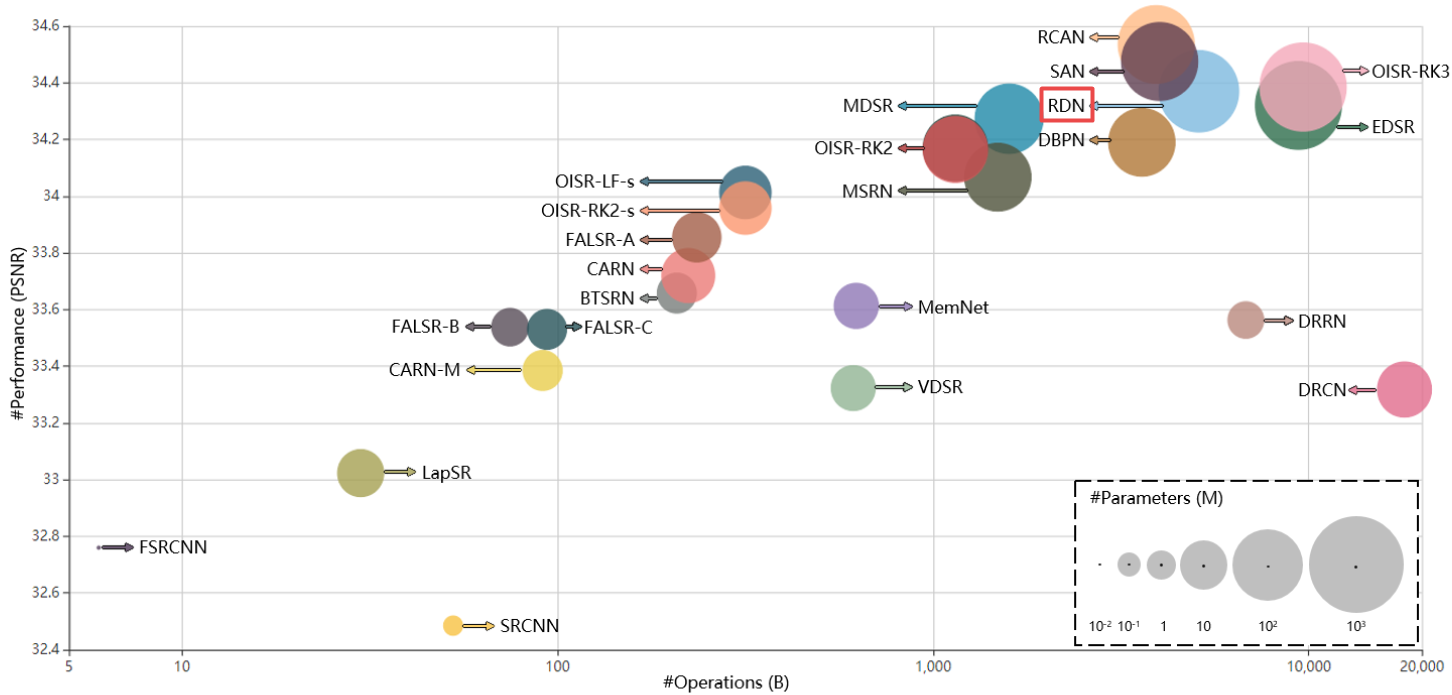 34.6
34.4
34.2
34
33.8
33.6
33.4
33.2
33
32.8
32.6
32.4
#Performance (PSNR)
RCAN
SAN
OISR-RK3
MDSR
RDN
EDSR
OISR-RK2
DBPN
MSRN
OISR-LF-s
OISR-RK2-s
FALSR-A
CARN
BTSRN
MemNet
FALSR-B
FALSR-C
DRRN
CARN-M
VDSR
DRCN
LapSR
FSRCNN
SRCNN
#Parameters (M)
10⁻² 10⁻¹ 1 10 10² 10³
5 10 100 1,000 10,000 20,000
#Operations (B)